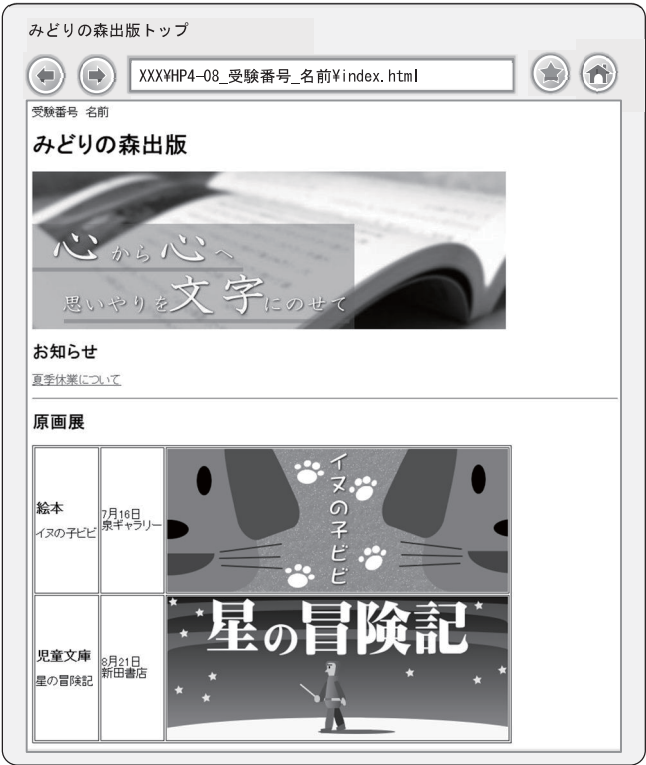 みどりの森出版トップ
XXX¥HP4-08_受験番号_名前¥index.html
受験番号 名前
みどりの森出版
心から心へ
思いやりを文字にのせて
お知らせ
夏季休業について
原画展
絵本
イヌの子ビビ
7月16日
泉ギャラリー
イヌの子ビビ
児童文庫
星の冒険記
8月21日
新田書店
星の冒険記